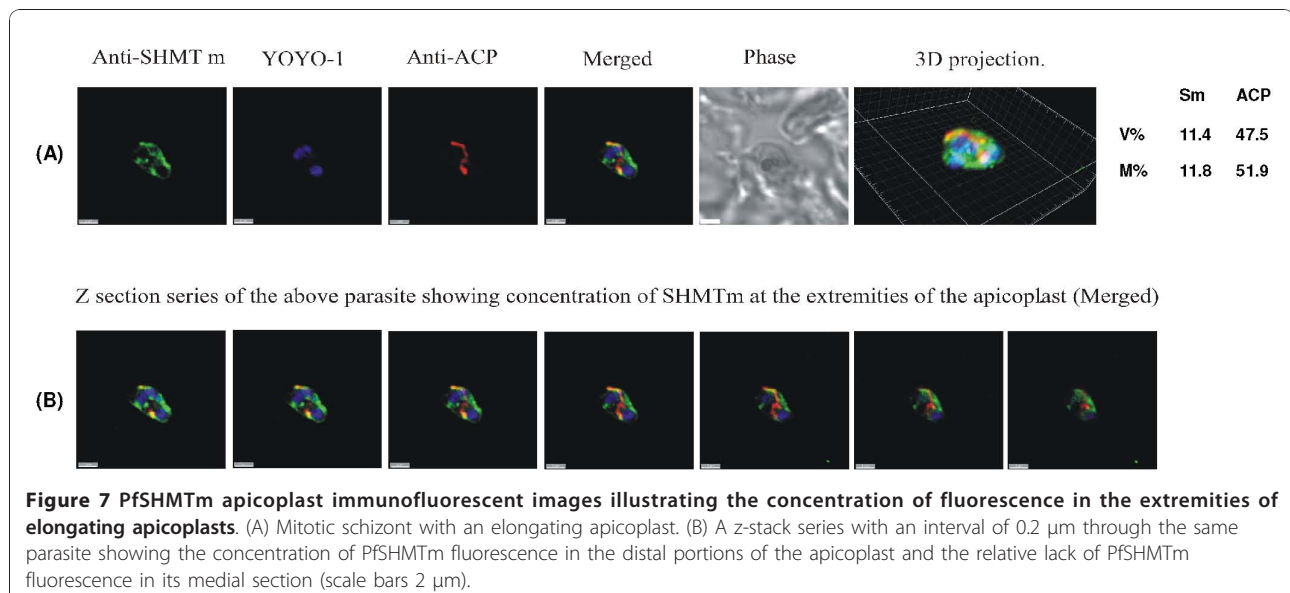 Anti-SHMT m YOYO-1 Anti-ACP Merged Phase 3D projection.
Sm ACP
(A)
V% 11.4 47.5
M% 11.8 51.9
Z section series of the above parasite showing concentration of SHMTm at the extremities of the apicoplast (Merged)
(B)
Figure 7 PfSHMTm apicoplast immunofluorescent images illustrating the concentration of fluorescence in the extremities of
elongating apicoplasts. (A) Mitotic schizont with an elongating apicoplast. (B) A z-stack series with an interval of 0.2 μm through the same
parasite showing the concentration of PfSHMTm fluorescence in the distal portions of the apicoplast and the relative lack of PfSHMTm
fluorescence in its medial section (scale bars 2 μm).